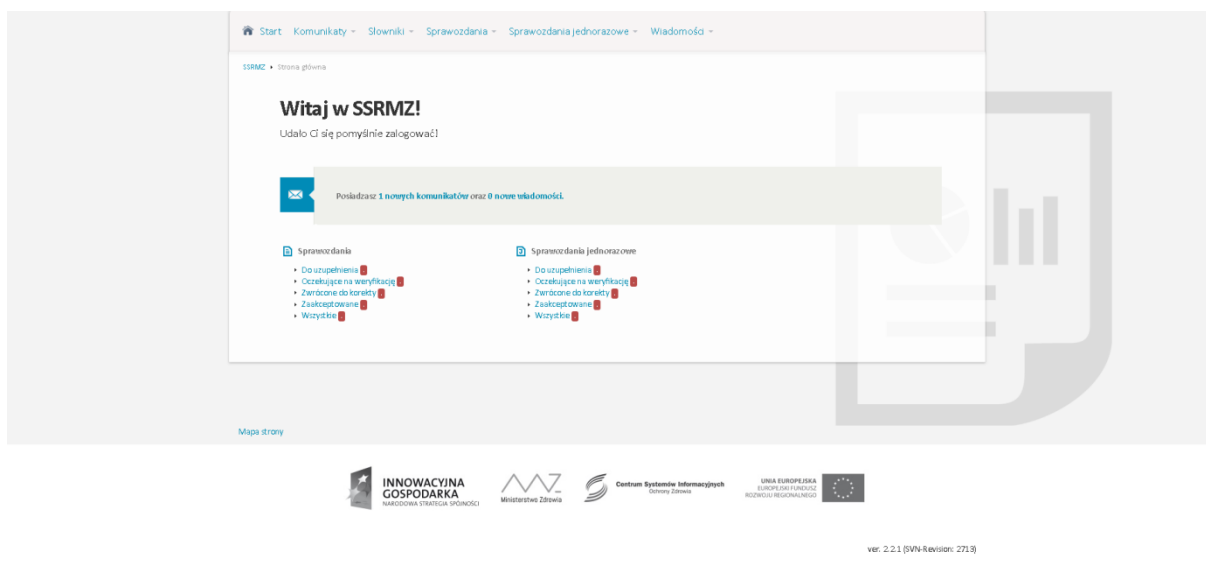 Start Komunikaty Słowniki Sprawozdania Sprawozdania jednorazowe Wiadomości
SSRMZ Strona główna
Witaj w SSRMZ!
Udało Ci się pomyślnie zalogować!
Posiadzasz 1 nowych komunikatów oraz 0 nowe wiadomości.
Sprawozdania
Do uzupełnienia
Oczekujące na weryfikację
Zwrócone do korekty
Zaakceptowane
Wszystkie
Sprawozdania jednorazowe
Do uzupełnienia
Oczekujące na weryfikację
Zwrócone do korekty
Zaakceptowane
Wszystkie
Mapa strony
INNOWACYJNA
GOSPODARKA
NARODOWA STRATEGIA SPÓJNOŚCI
Ministerstwo Zdrowia
Centrum Systemów Informacyjnych
Ochrony Zdrowia
UNIA EUROPEJSKA
EUROPEJSKI FUNDUSZ
ROZWOJU REGIONALNEGO
ver. 2.2.1 (SVN-Revision: 2713)